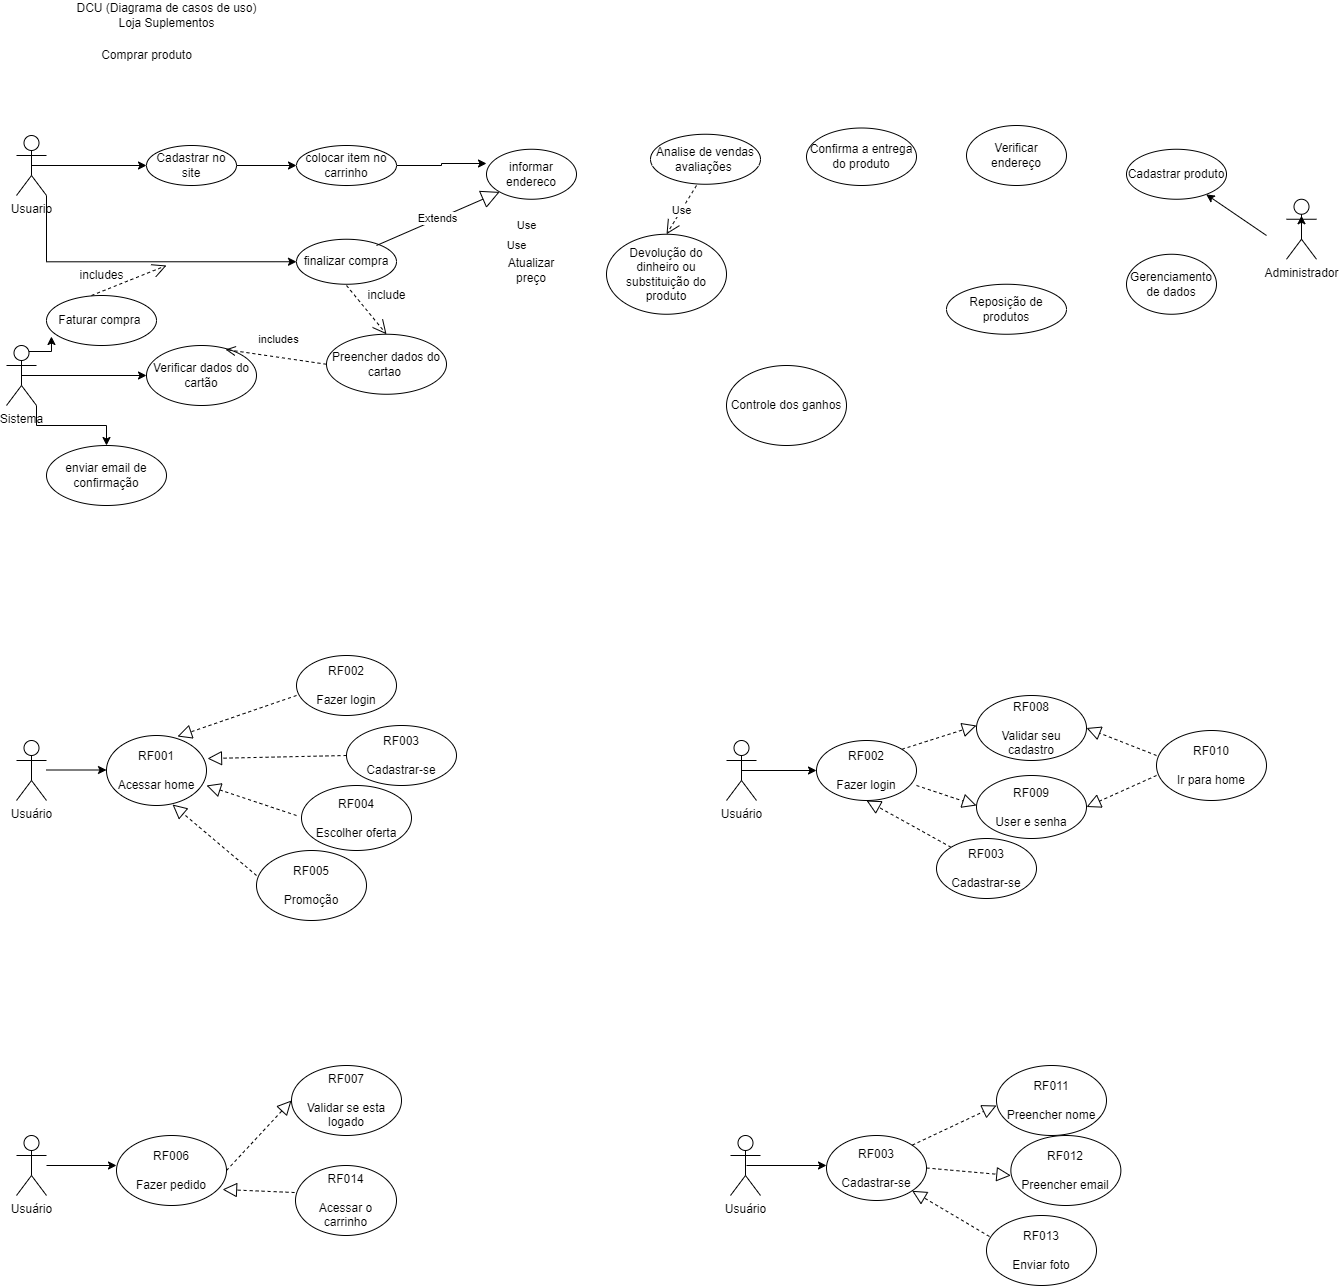 DCU (Diagrama de casos de uso)
Loja Suplementos
Comprar produto
Usuario
Cadastrar no
site
colocar item no
carrinho
informar
endereco
Extends
finalizar compra
Use
Use
Atualizar
preço
includes
include
Faturar compra
includes
Preencher dados do
cartao
Verificar dados do
cartão
Sistema
enviar email de
confirmação
Analise de vendas
avaliações
Use
Devolução do
dinheiro ou
substituição do
produto
Confirma a entrega
do produto
Verificar
endereço
Cadastrar produto
Administrador
Gerenciamento
de dados
Reposição de
produtos
Controle dos ganhos
RF002
Fazer login
RF001
Acessar home
RF003
Cadastrar-se
RF004
Escolher oferta
RF005
Promoção
Usuário
RF008
Validar seu
cadastro
RF002
Fazer login
RF010
Ir para home
RF009
User e senha
RF003
Cadastrar-se
Usuário
RF007
Validar se esta
logado
RF006
Fazer pedido
RF014
Acessar o
carrinho
Usuário
RF011
Preencher nome
RF003
Cadastrar-se
RF012
Preencher email
RF013
Enviar foto
Usuário